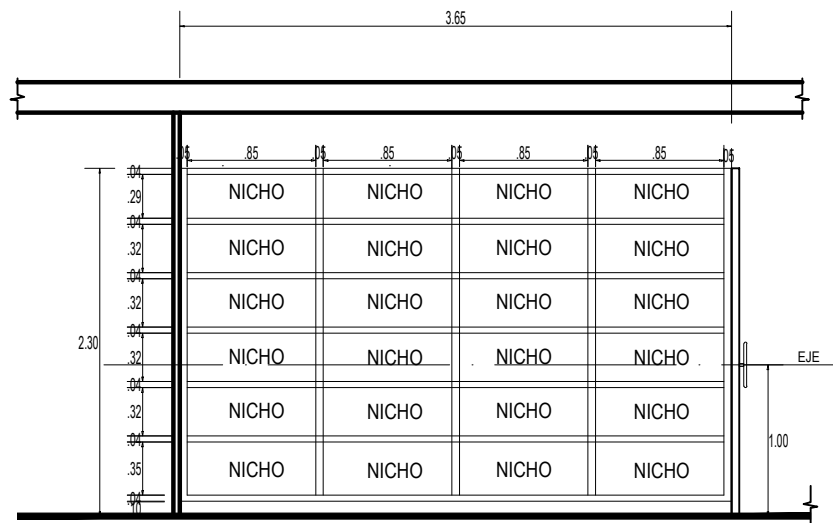 3.65
.05 .85 .05 .85 .05 .85 .05 .85 .05
.04
.29 NICHO NICHO NICHO NICHO
.04
.32 NICHO NICHO NICHO NICHO
.04
.32 NICHO NICHO NICHO NICHO
.04
2.30 .32 NICHO NICHO NICHO NICHO EJE
.04
.32 NICHO NICHO NICHO NICHO
.04 1.00
.35 NICHO NICHO NICHO NICHO
.04
.10